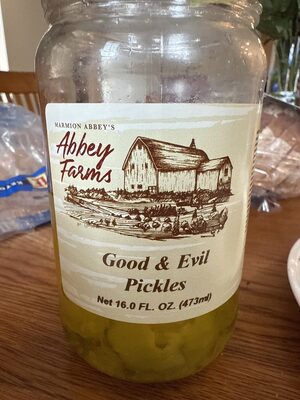 MARMION ABBEY'S
Abbey
Farms
Good & Evil
Pickles
Net 16.0 FL. OZ. (473ml)